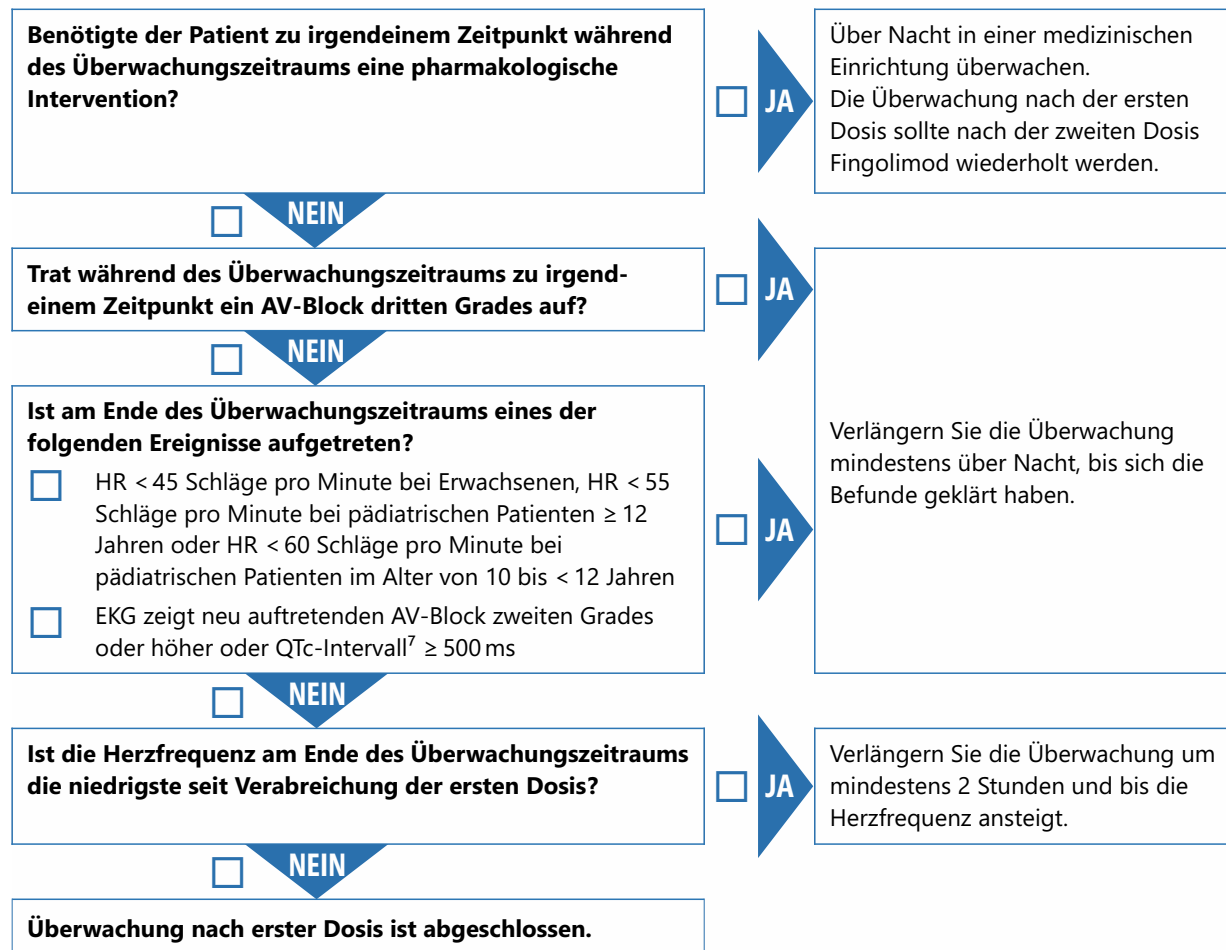 Benötigte der Patient zu irgendeinem Zeitpunkt während
des Überwachungszeitraums eine pharmakologische
Intervention?
JA
Über Nacht in einer medizinischen
Einrichtung überwachen.
Die Überwachung nach der ersten
Dosis sollte nach der zweiten Dosis
Fingolimod wiederholt werden.
NEIN
Trat während des Überwachungszeitraums zu irgend-
einem Zeitpunkt ein AV-Block dritten Grades auf?
JA
NEIN
Ist am Ende des Überwachungszeitraums eines der
folgenden Ereignisse aufgetreten?
HR < 45 Schläge pro Minute bei Erwachsenen, HR < 55
Schläge pro Minute bei pädiatrischen Patienten ≥ 12
Jahren oder HR < 60 Schläge pro Minute bei
pädiatrischen Patienten im Alter von 10 bis < 12 Jahren
EKG zeigt neu auftretenden AV-Block zweiten Grades
oder höher oder QTc-Intervall⁷ ≥ 500 ms
JA
Verlängern Sie die Überwachung
mindestens über Nacht, bis sich die
Befunde geklärt haben.
NEIN
Ist die Herzfrequenz am Ende des Überwachungszeitraums
die niedrigste seit Verabreichung der ersten Dosis?
JA
Verlängern Sie die Überwachung um
mindestens 2 Stunden und bis die
Herzfrequenz ansteigt.
NEIN
Überwachung nach erster Dosis ist abgeschlossen.